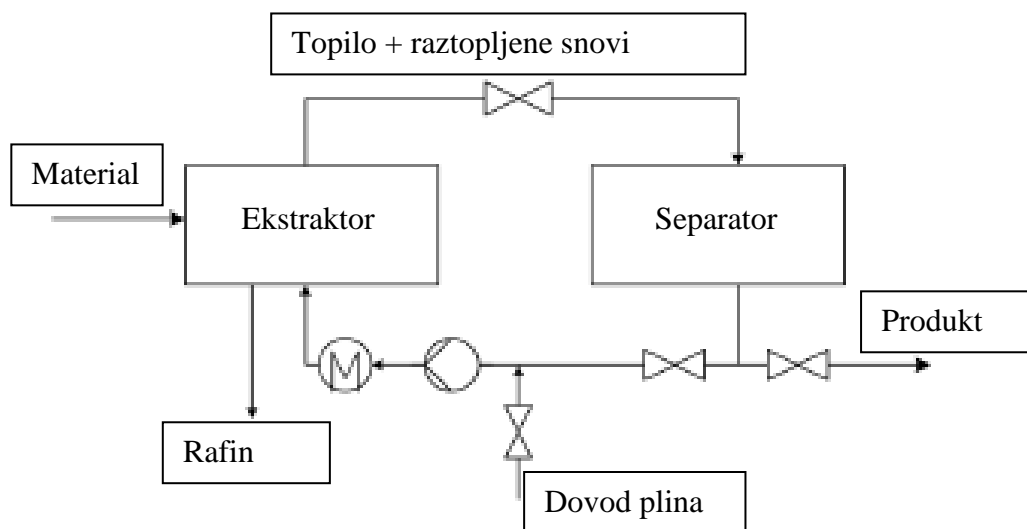 Topilo + raztopljene snovi
Material
Ekstraktor
Separator
Produkt
Rafin
Dovod plina